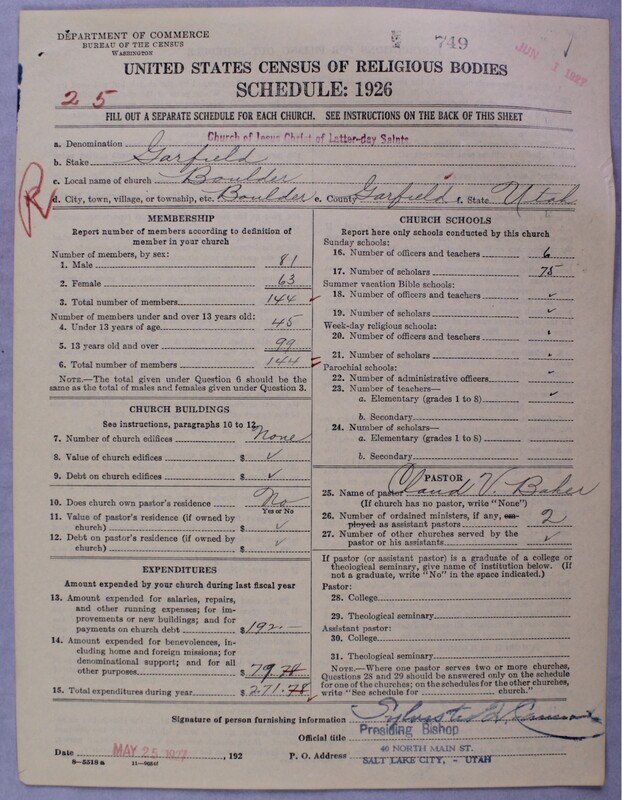 DEPARTMENT OF COMMERCE
BUREAU OF THE CENSUS
WASHINGTON
749
JUN 1 1927
UNITED STATES CENSUS OF RELIGIOUS BODIES
SCHEDULE: 1926
25
FILL OUT A SEPARATE SCHEDULE FOR EACH CHURCH. SEE INSTRUCTIONS ON THE BACK OF THIS SHEET
a. Denomination Church of Jesus Christ of Latter-day Saints
b. Stake Garfield
c. Local name of church Boulder
R
d. City, town, village, or township, etc. Boulder e. County Garfield f. State Utah
MEMBERSHIP
Report number of members according to definition of
member in your church
Number of members, by sex:
1. Male 81
2. Female 63
3. Total number of members 144
Number of members under and over 13 years old:
4. Under 13 years of age 45
5. 13 years old and over 99
6. Total number of members 144
NOTE.—The total given under Question 6 should be the
same as the total of males and females given under Question 3.
CHURCH BUILDINGS
See instructions, paragraphs 10 to 12
7. Number of church edifices None
8. Value of church edifices $ ✓
9. Debt on church edifices $ ✓
10. Does church own pastor's residence No
Yes or No
11. Value of pastor's residence (if owned by
church) $ ✓
12. Debt on pastor's residence (if owned by
church) $ ✓
EXPENDITURES
Amount expended by your church during last fiscal year
13. Amount expended for salaries, repairs,
and other running expenses; for im-
provements or new buildings; and for
payments on church debt $ 192.—
14. Amount expended for benevolences, in-
cluding home and foreign missions; for
denominational support; and for all
other purposes $ 79.
15. Total expenditures during year $ 271.78
CHURCH SCHOOLS
Report here only schools conducted by this church
Sunday schools:
16. Number of officers and teachers 6
17. Number of scholars 75
Summer vacation Bible schools:
18. Number of officers and teachers ✓
19. Number of scholars ✓
Week-day religious schools:
20. Number of officers and teachers
21. Number of scholars
Parochial schools:
22. Number of administrative officers ✓
23. Number of teachers—
a. Elementary (grades 1 to 8) ✓
b. Secondary
24. Number of scholars—
a. Elementary (grades 1 to 8)
b. Secondary
PASTOR
25. Name of pastor Claud V. Baker
(If church has no pastor, write "None")
26. Number of ordained ministers, if any, em-
ployed as assistant pastors 2
27. Number of other churches served by the
pastor or his assistants ✓
If pastor (or assistant pastor) is a graduate of a college or
theological seminary, give name of institution below. (If
not a graduate, write "No" in the space indicated.)
Pastor:
28. College
29. Theological seminary
Assistant pastor:
30. College
31. Theological seminary
NOTE.—Where one pastor serves two or more churches,
Questions 28 and 29 should be answered only on the schedule
for one of the churches; on the schedules for the other churches,
write "See schedule for church."
Signature of person furnishing information Sylvester Q. Cannon
Official title Presiding Bishop
Date MAY 25 1927, 192 P. O. Address 40 NORTH MAIN ST.
SALT LAKE CITY, - UTAH
8—5318 a